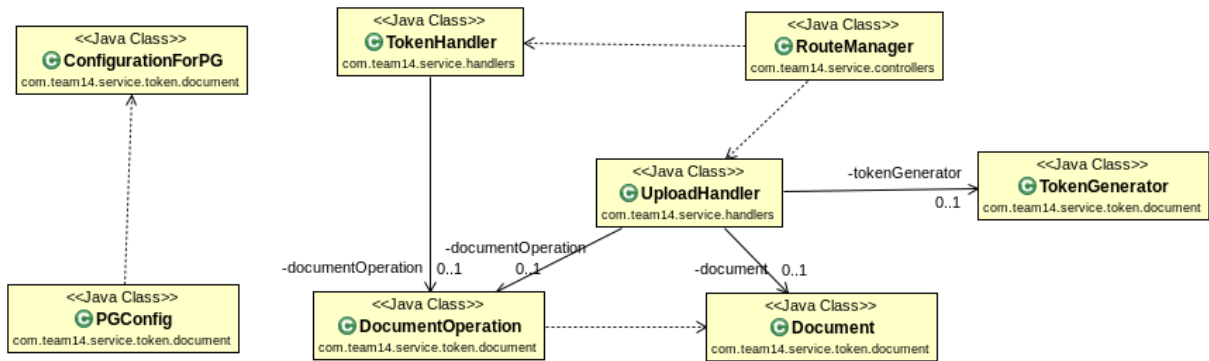 <<Java Class>>
ConfigurationForPG
com.team14.service.token.document
<<Java Class>>
TokenHandler
com.team14.service.handlers
<<Java Class>>
RouteManager
com.team14.service.controllers
<<Java Class>>
UploadHandler
com.team14.service.handlers
-tokenGenerator
0..1
<<Java Class>>
TokenGenerator
com.team14.service.token.document
-documentOperation
0..1
-documentOperation
0..1
-document
0..1
<<Java Class>>
PGConfig
com.team14.service.token.document
<<Java Class>>
DocumentOperation
com.team14.service.token.document
<<Java Class>>
Document
com.team14.service.token.document